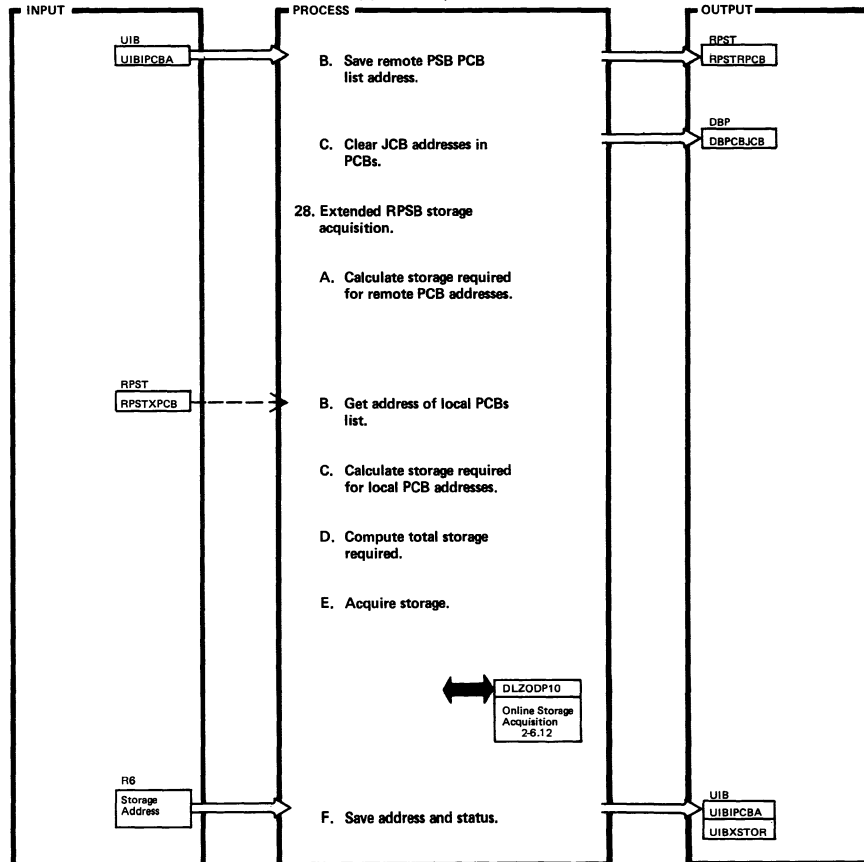 INPUT
PROCESS
OUTPUT
UIB
UIBIPCBA
B. Save remote PSB PCB
list address.
RPST
RPSTRPCB
C. Clear JCB addresses in
PCBs.
DBP
DBPCBJCB
28. Extended RPSB storage
acquisition.
A. Calculate storage required
for remote PCB addresses.
RPST
RPSTXPCB
B. Get address of local PCBs
list.
C. Calculate storage required
for local PCB addresses.
D. Compute total storage
required.
E. Acquire storage.
DLZODP10
Online Storage
Acquisition
2-6.12
R6
Storage
Address
F. Save address and status.
UIB
UIBIPCBA
UIBXSTOR